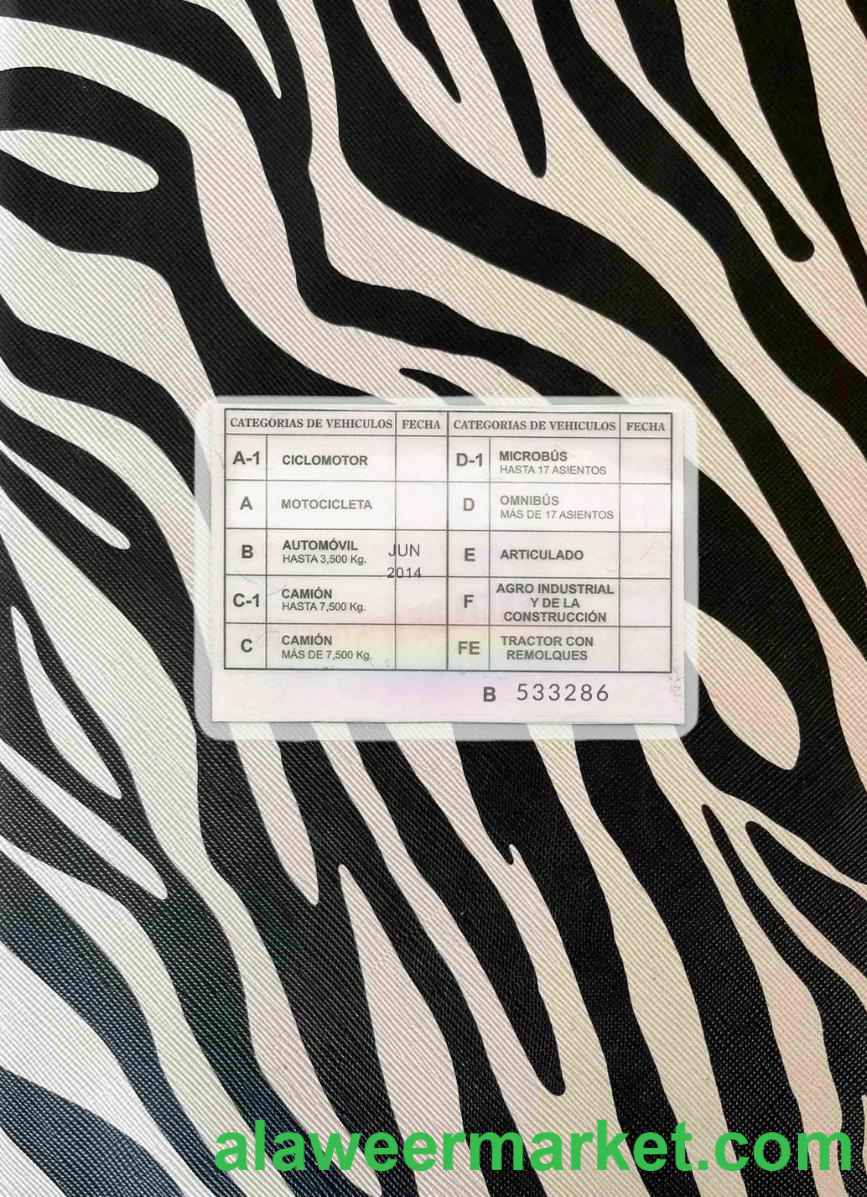 CATEGORIAS DE VEHICULOS FECHA CATEGORIAS DE VEHICULOS FECHA
A-1 CICLOMOTOR D-1 MICROBÚS
HASTA 17 ASIENTOS
A MOTOCICLETA D OMNIBÚS
MÁS DE 17 ASIENTOS
B AUTOMÓVIL
HASTA 3,500 Kg. JUN
2014 E ARTICULADO
C-1 CAMIÓN
HASTA 7,500 Kg. F AGRO INDUSTRIAL
Y DE LA
CONSTRUCCIÓN
C CAMIÓN
MÁS DE 7,500 Kg. FE TRACTOR CON
REMOLQUES
B 533286
alaweermarket.com